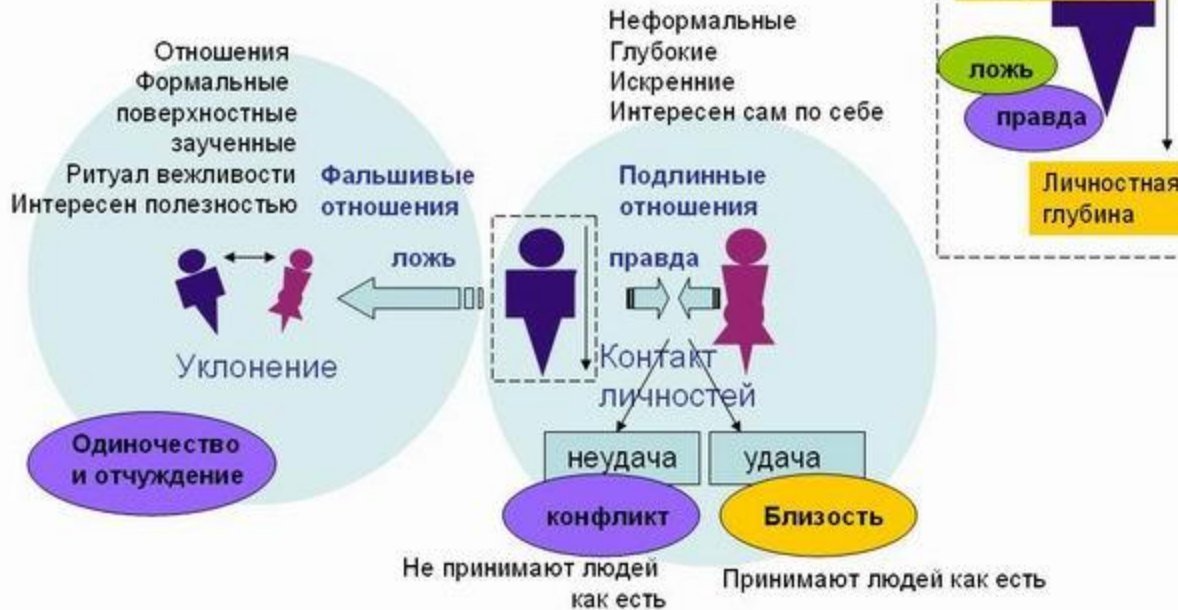 Отношения
Формальные
поверхностные
заученные
Ритуал вежливости
Интересен полезностью
Фальшивые
отношения
ложь
Уклонение
Одиночество
и отчуждение
Неформальные
Глубокие
Искренние
Интересен сам по себе
Подлинные
отношения
правда
Контакт
личностей
неудача
удача
конфликт
Близость
Не принимают людей
как есть
Принимают людей как есть
ложь
правда
Личностная
глубина